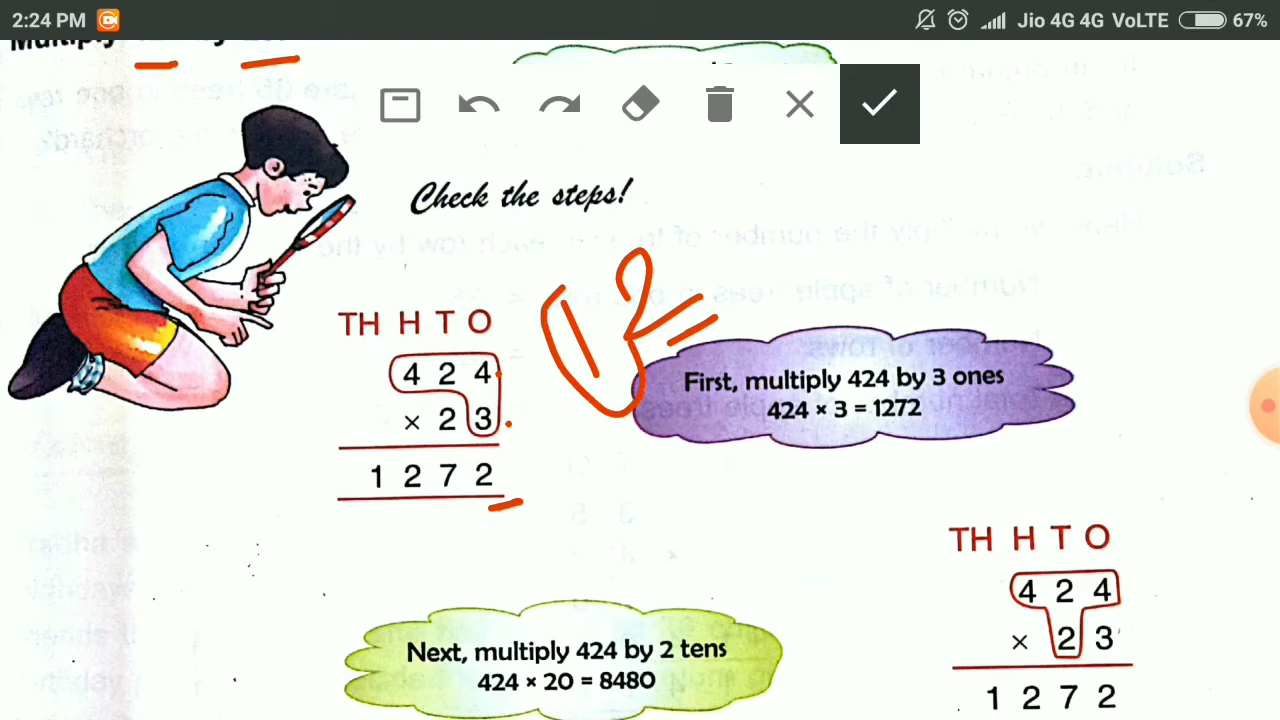 2:24 PM Jio 4G 4G VoLTE 67%
Multiply
Check the steps!
TH H T O
4 2 4
× 2 3
1 2 7 2
12
First, multiply 424 by 3 ones
424 × 3 = 1272
Next, multiply 424 by 2 tens
424 × 20 = 8480
TH H T O
4 2 4
× 2 3
1 2 7 2